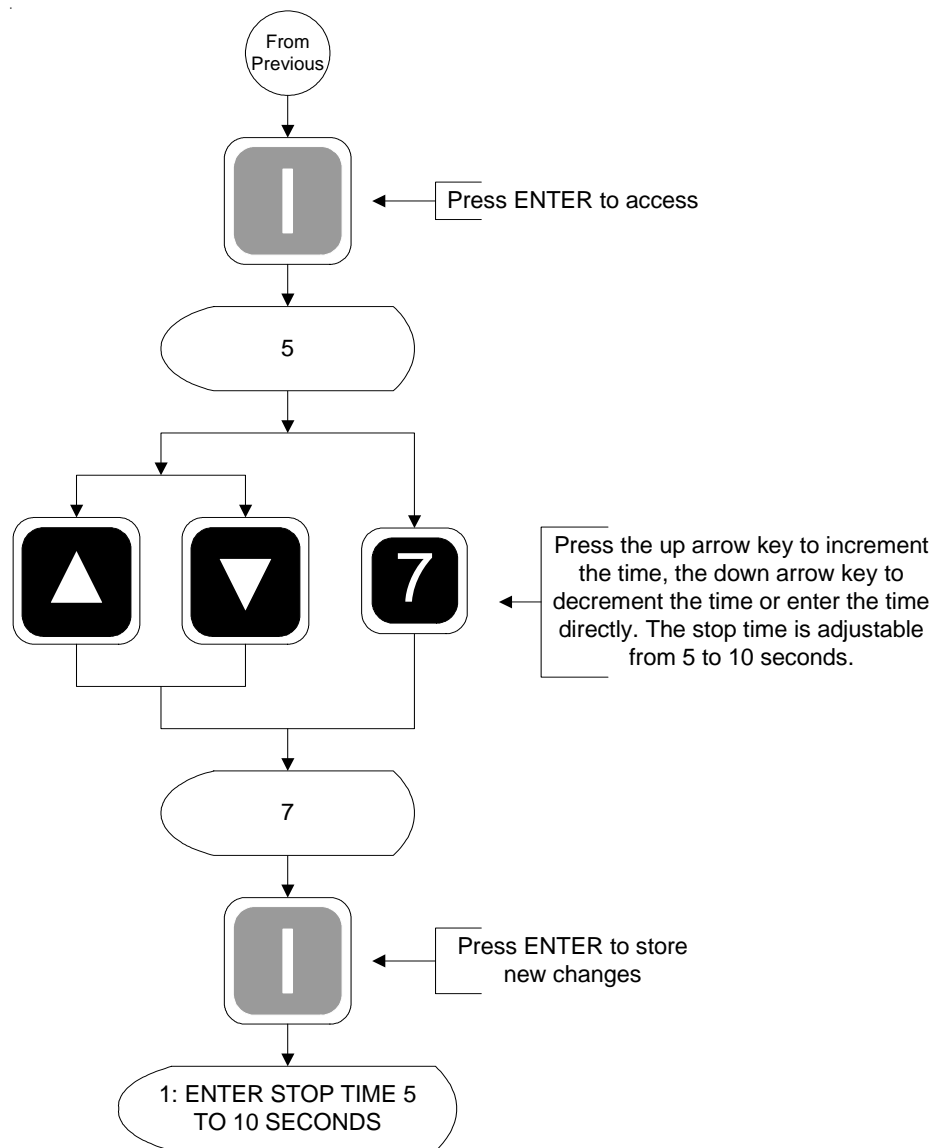 From
Previous
Press ENTER to access
5
7
Press the up arrow key to increment
the time, the down arrow key to
decrement the time or enter the time
directly. The stop time is adjustable
from 5 to 10 seconds.
7
Press ENTER to store
new changes
1: ENTER STOP TIME 5
TO 10 SECONDS